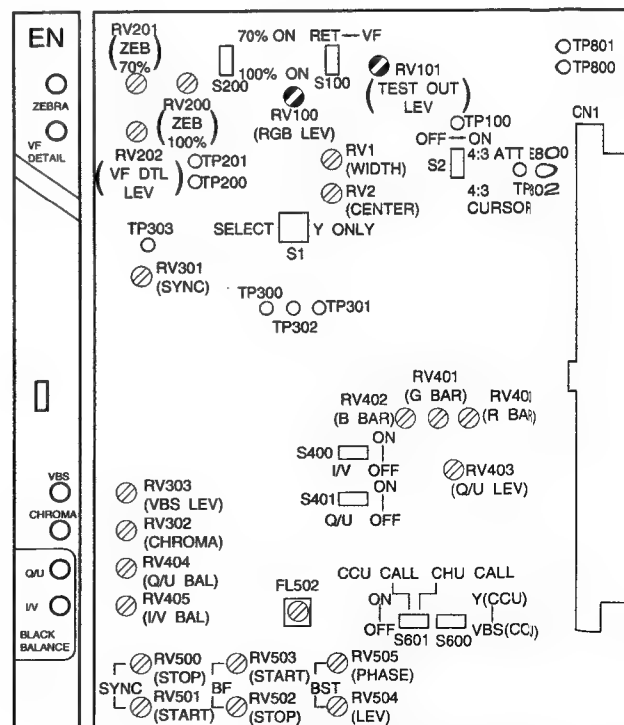 EN
ZEBRA
VF
DETAIL
VBS
CHROMA
Q/U
I/V
BLACK
BALANCE
RV201
(ZEB
70%)
70% ON
100% ON
S200
RET — VF
S100
RV200
(ZEB
100%)
RV100
(RGB LEV)
RV101
(TEST OUT
LEV)
TP801
TP800
TP100
OFF — ON
S2
4:3
4:3
CURSOR
CN1
RV202
(VF DTL
LEV)
TP201
TP200
RV1
(WIDTH)
RV2
(CENTER)
SELECT
Y ONLY
S1
TP303
RV301
(SYNC)
TP300
TP302
TP301
RV401
(G BAR)
RV402
(B BAR)
(R BAR)
S400
I/V
ON
OFF
S401
Q/U
ON
OFF
RV403
(Q/U LEV)
RV303
(VBS LEV)
RV302
(CHROMA)
RV404
(Q/U BAL)
RV405
(I/V BAL)
FL502
CCU CALL
CHU CALL
ON
OFF
S601
S600
Y(CCU)
SYNC
RV500
(STOP)
RV501
(START)
BF
RV503
(START)
RV502
(STOP)
BST
RV505
(PHASE)
RV504
(LEV)